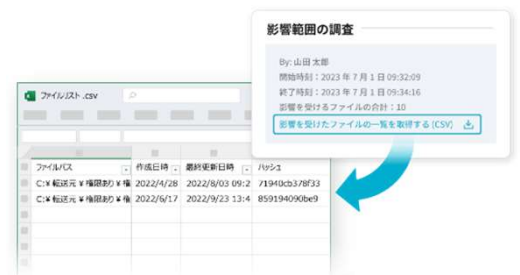 影響範囲の調査
By: 山田 太郎
開始時刻：2023 年 7 月 1 日 09:32:09
終了時刻：2023 年 7 月 1 日 09:34:16
影響を受けるファイルの合計：10
影響を受けたファイルの一覧を取得する (CSV)
ファイルリスト .csv
ファイルパス 作成日時 最終更新日時 ハッシュ
C:¥ 転送元 ¥ 権限あり ¥ 権 2022/4/28 2022/8/03 09:2 71940cb378f33
C:¥ 転送元 ¥ 権限あり ¥ 権 2022/6/17 2022/9/23 13:4 859194090be9